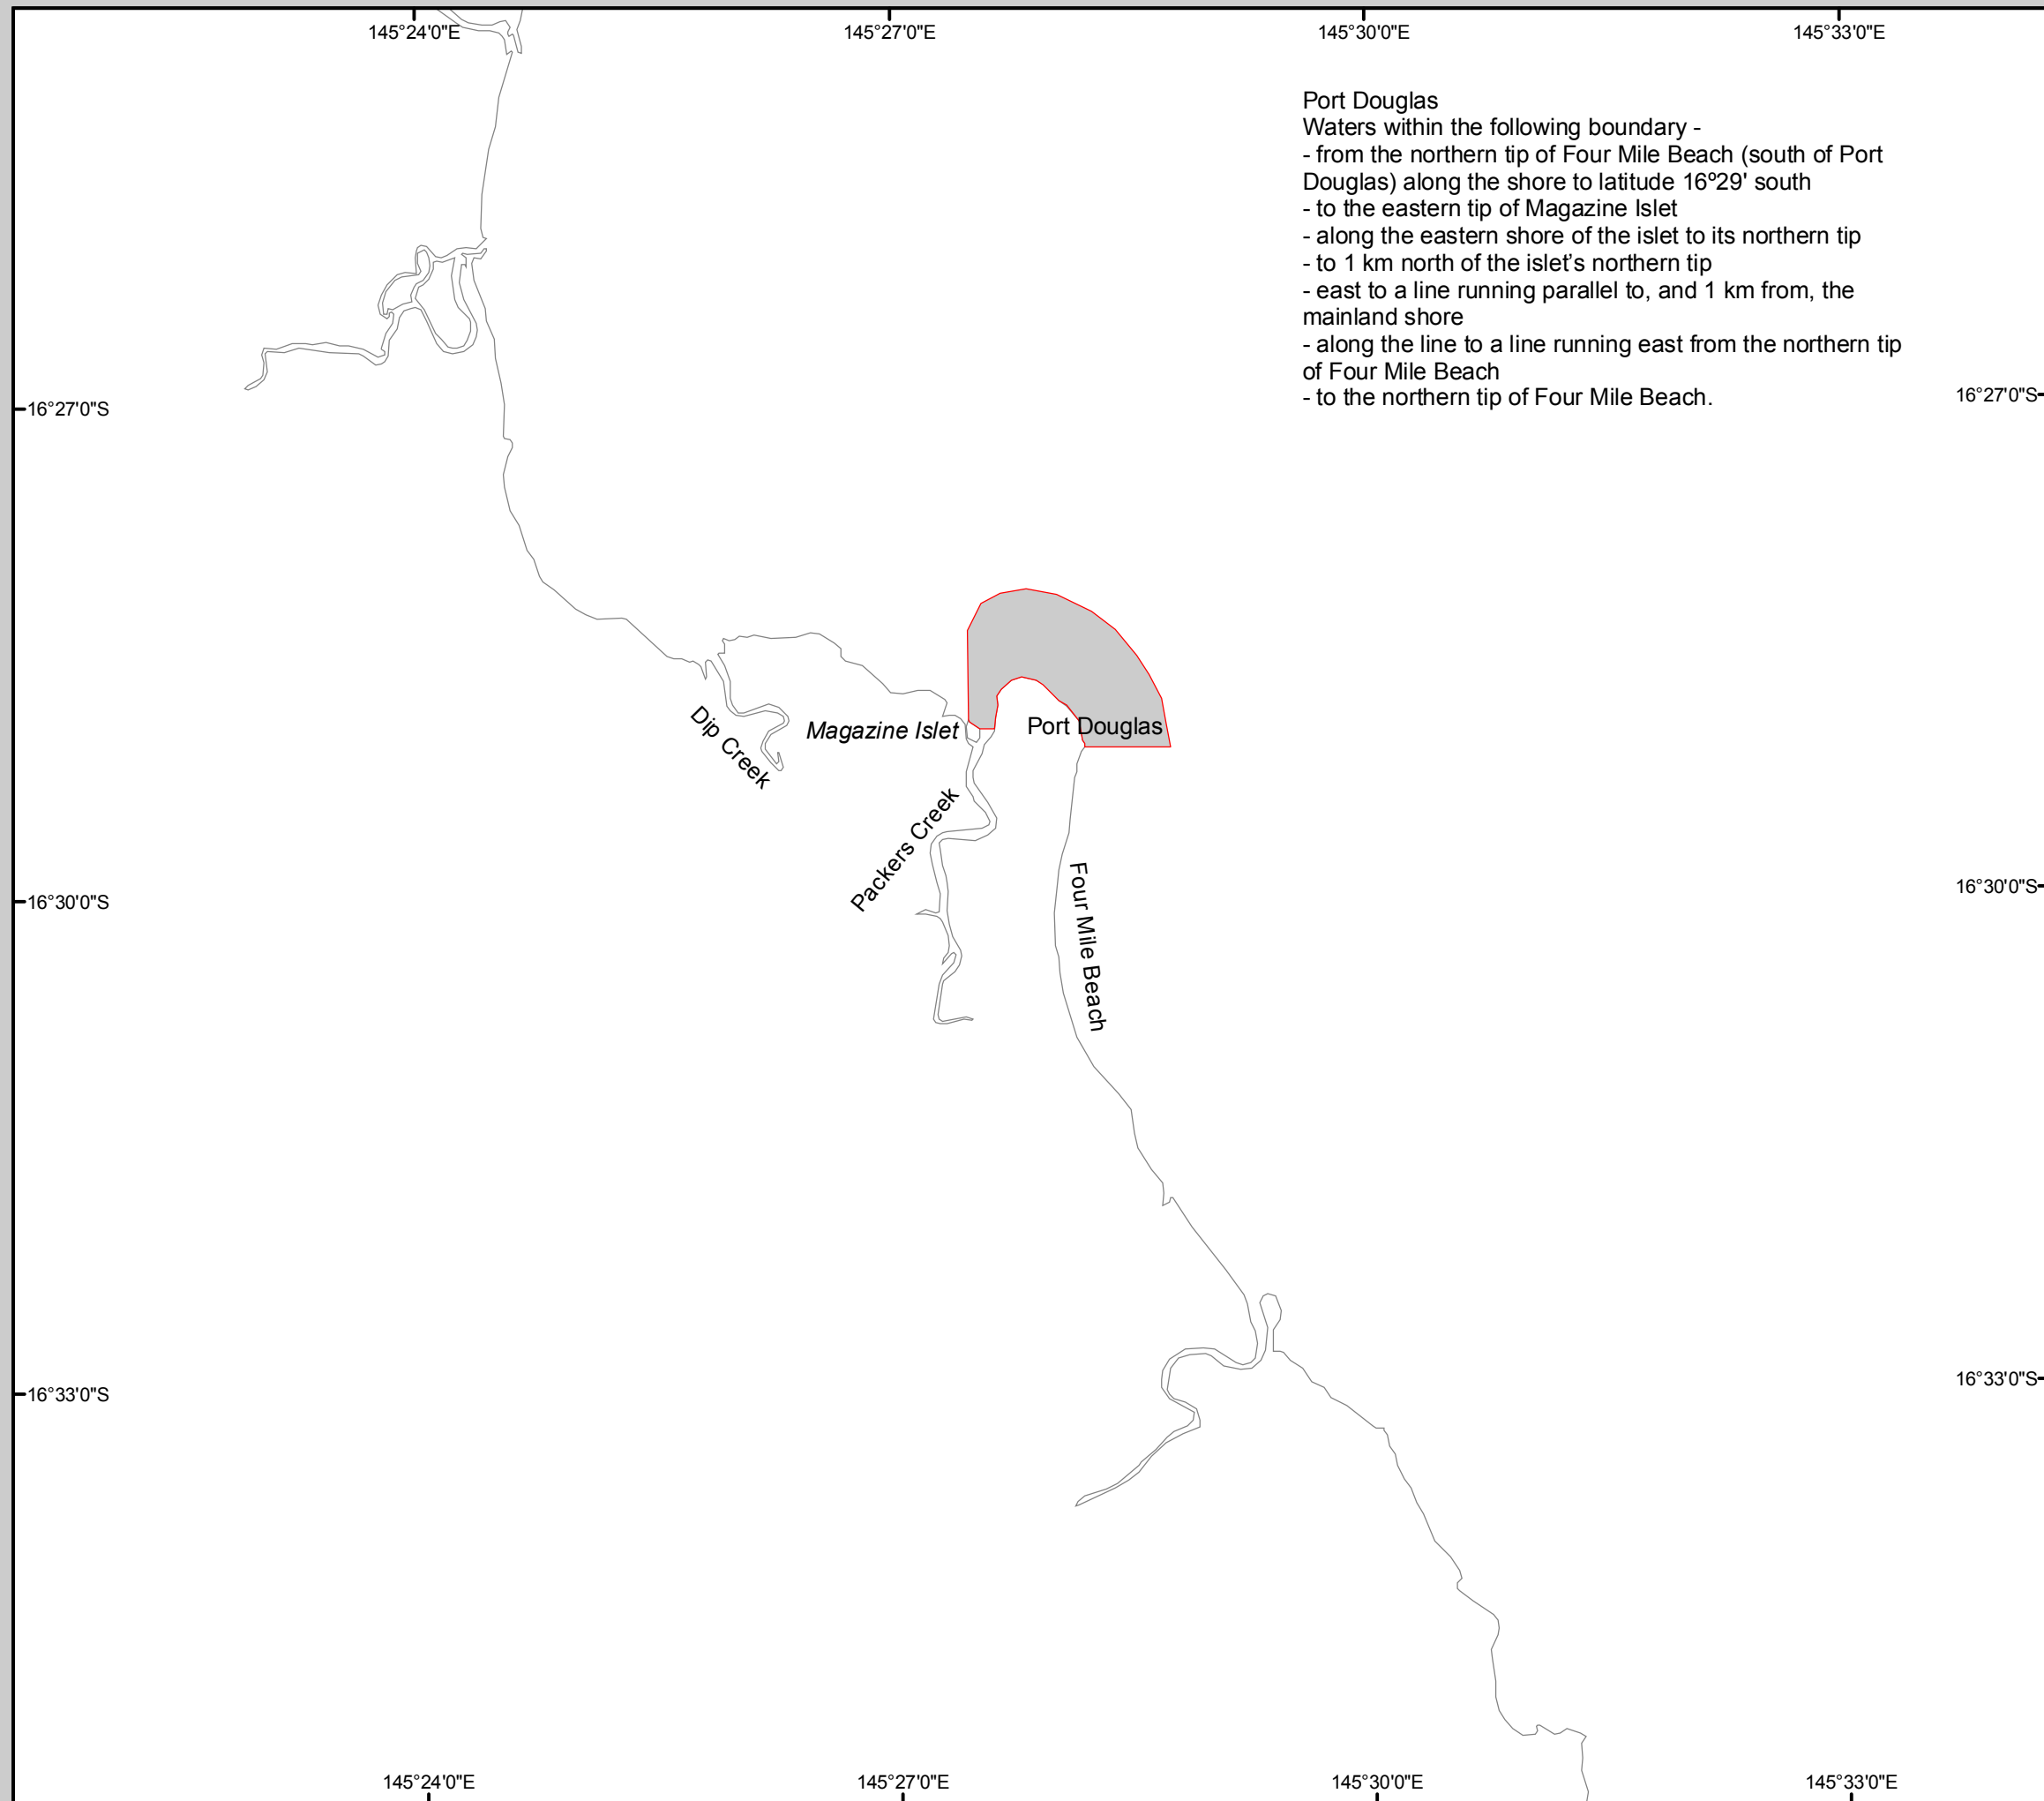 145°24'0"E
145°27'0"E
145°30'0"E
145°33'0"E
Port Douglas
Waters within the following boundary -
- from the northern tip of Four Mile Beach (south of Port
Douglas) along the shore to latitude 16º29' south
- to the eastern tip of Magazine Islet
- along the eastern shore of the islet to its northern tip
- to 1 km north of the islet’s northern tip
- east to a line running parallel to, and 1 km from, the
mainland shore
- along the line to a line running east from the northern tip
of Four Mile Beach
- to the northern tip of Four Mile Beach.
16°27'0"S
16°27'0"S
Dip Creek
Magazine Islet
Port Douglas
Packers Creek
Four Mile Beach
16°30'0"S
16°30'0"S
16°33'0"S
16°33'0"S
145°24'0"E
145°27'0"E
145°30'0"E
145°33'0"E